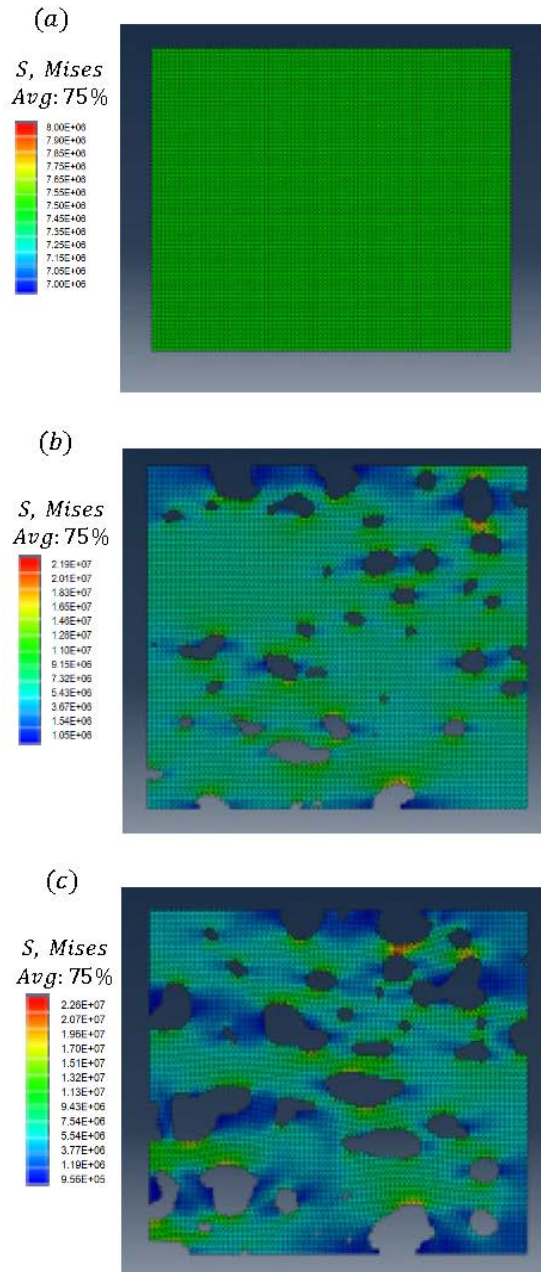 (a)
S, Mises
Avg: 75%
8.00E+06
7.90E+06
7.85E+06
7.75E+06
7.65E+06
7.55E+06
7.45E+06
7.35E+06
7.25E+06
7.15E+06
7.05E+06
7.00E+06
(b)
S, Mises
Avg: 75%
2.19E+07
2.01E+07
1.83E+07
1.65E+07
1.46E+07
1.28E+07
1.10E+07
9.15E+06
7.32E+06
5.43E+06
3.67E+06
1.54E+06
1.05E+06
(c)
S, Mises
Avg: 75%
2.26E+07
2.07E+07
1.96E+07
1.70E+07
1.51E+07
1.32E+07
1.13E+07
9.43E+06
7.54E+06
5.54E+06
3.77E+06
1.19E+06
9.56E+05